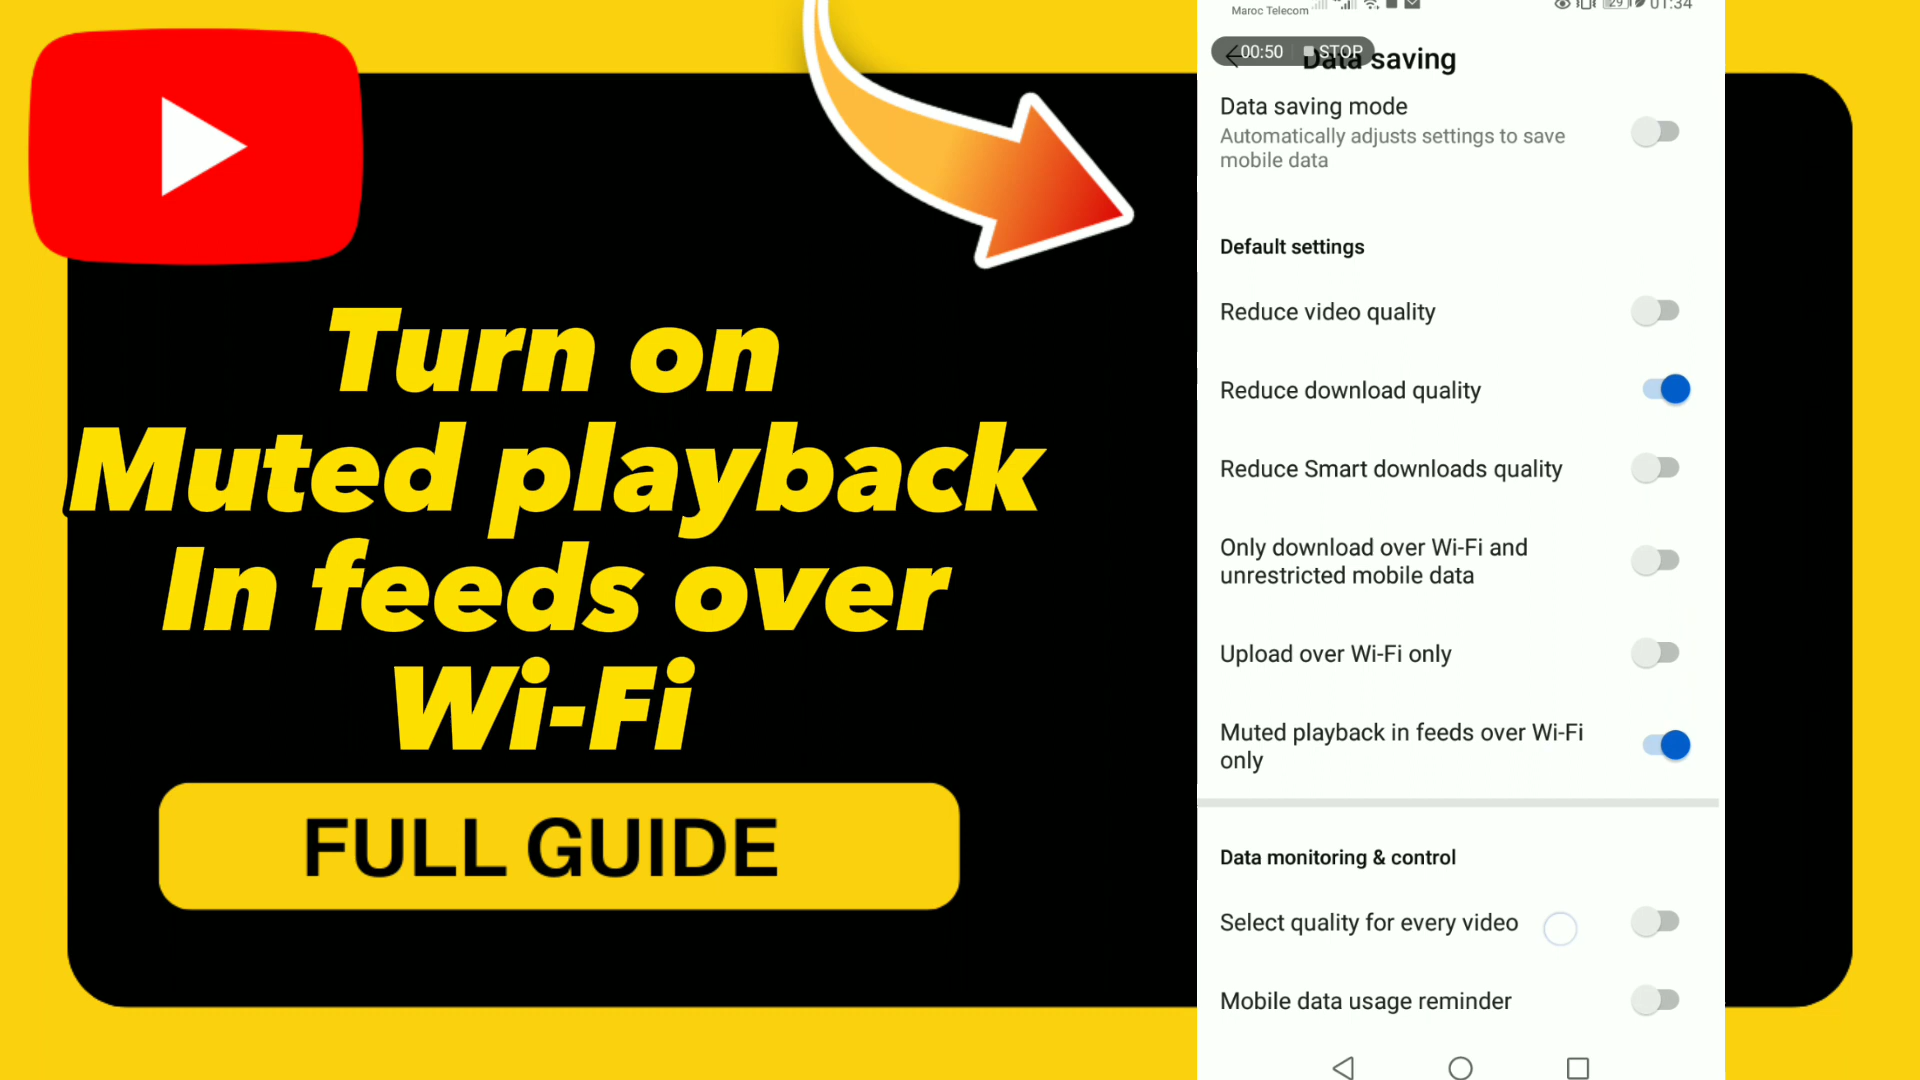 Turn on
Muted playback
In feeds over
Wi-Fi
FULL GUIDE
Maroc Telecom
29
01:34
00:50 STOP
Data saving
Data saving mode
Automatically adjusts settings to save
mobile data
Default settings
Reduce video quality
Reduce download quality
Reduce Smart downloads quality
Only download over Wi-Fi and
unrestricted mobile data
Upload over Wi-Fi only
Muted playback in feeds over Wi-Fi
only
Data monitoring & control
Select quality for every video
Mobile data usage reminder